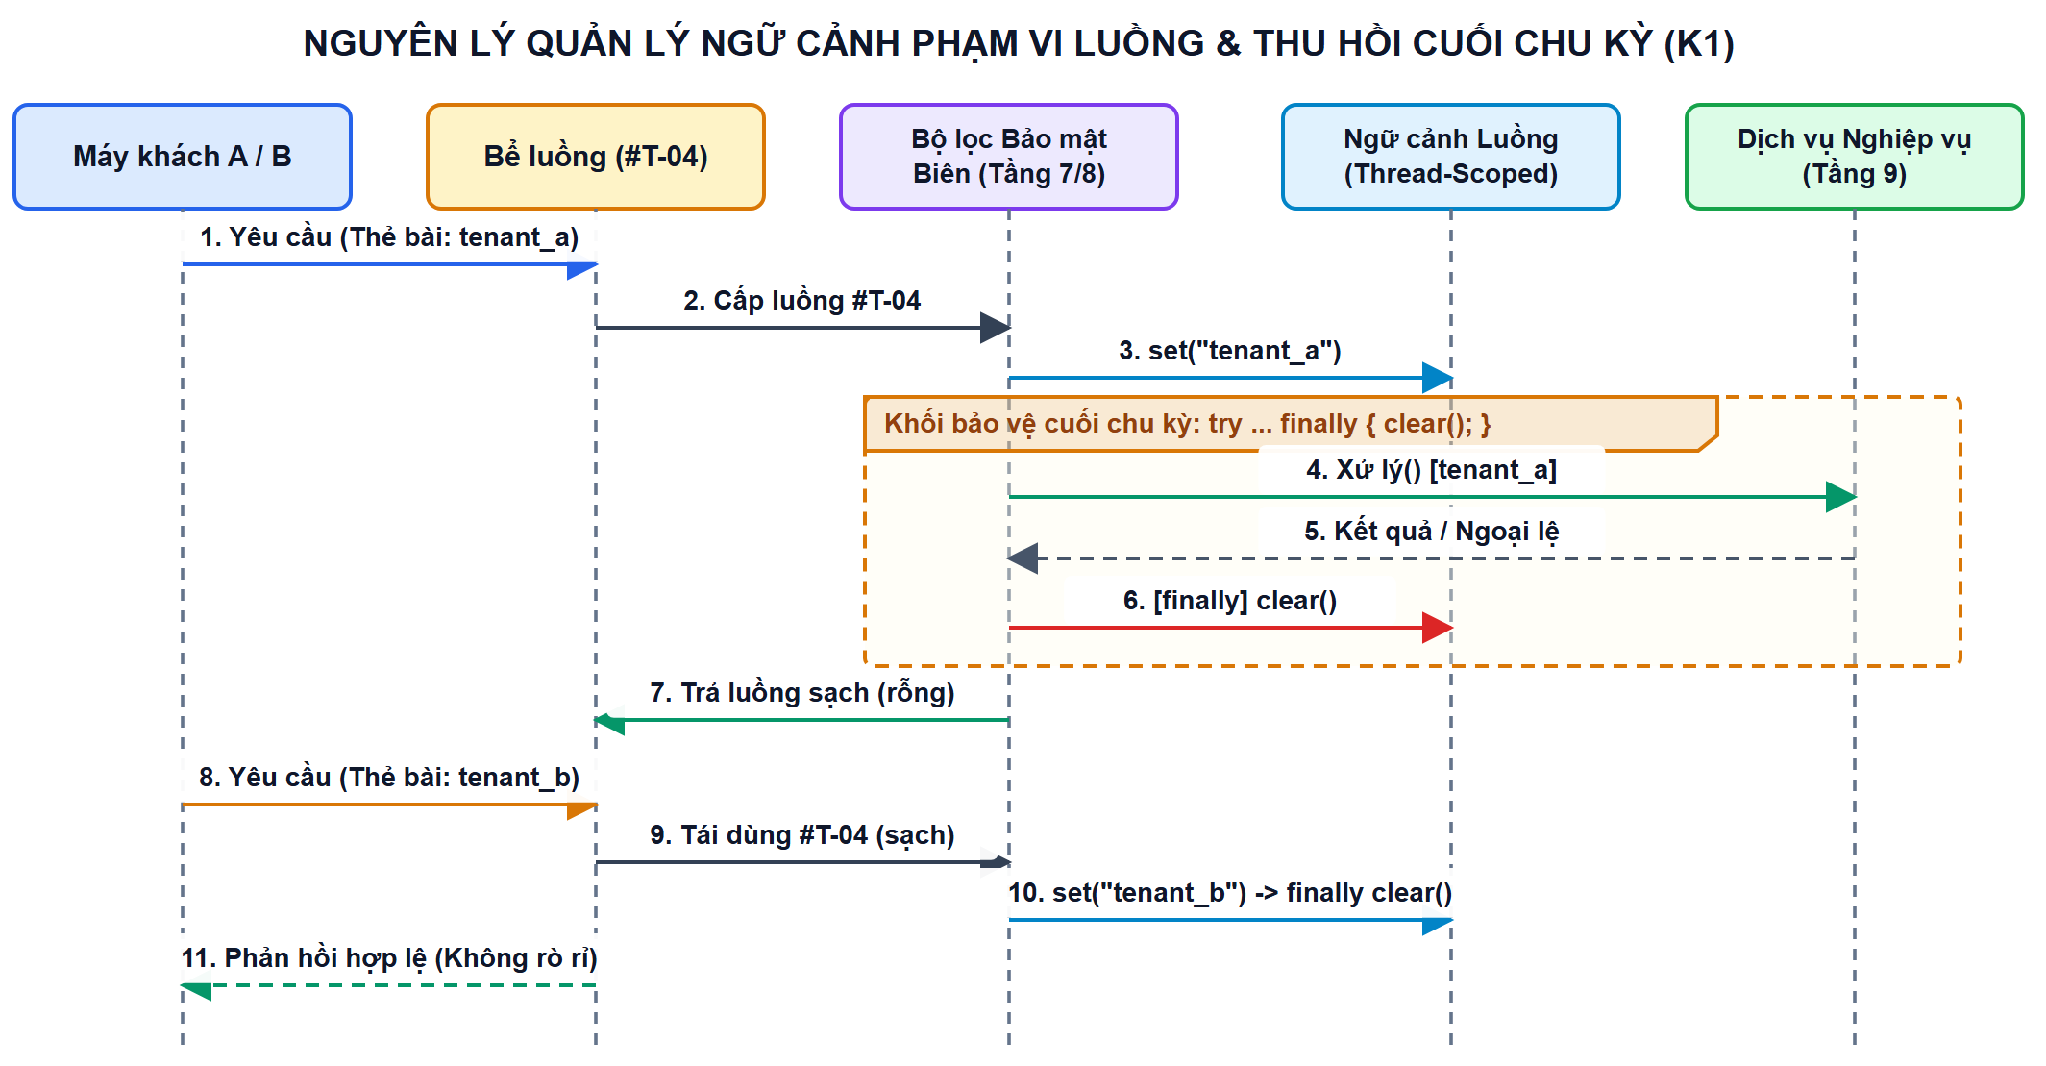 NGUYÊN LÝ QUẢN LÝ NGỮ CẢNH PHẠM VI LUỒNG & THU HỒI CUỐI CHU KỲ (K1)
Máy khách A / B
Bể luồng (#T-04)
Bộ lọc Bảo mật
Biên (Tầng 7/8)
Ngữ cảnh Luồng
(Thread-Scoped)
Dịch vụ Nghiệp vụ
(Tầng 9)
1. Yêu cầu (Thẻ bài: tenant_a)
2. Cấp luồng #T-04
3. set("tenant_a")
Khối bảo vệ cuối chu kỳ: try ... finally { clear(); }
4. Xử lý() [tenant_a]
5. Kết quả / Ngoại lệ
6. [finally] clear()
7. Trả luồng sạch (rỗng)
8. Yêu cầu (Thẻ bài: tenant_b)
9. Tái dùng #T-04 (sạch)
10. set("tenant_b") -> finally clear()
11. Phản hồi hợp lệ (Không rò rỉ)